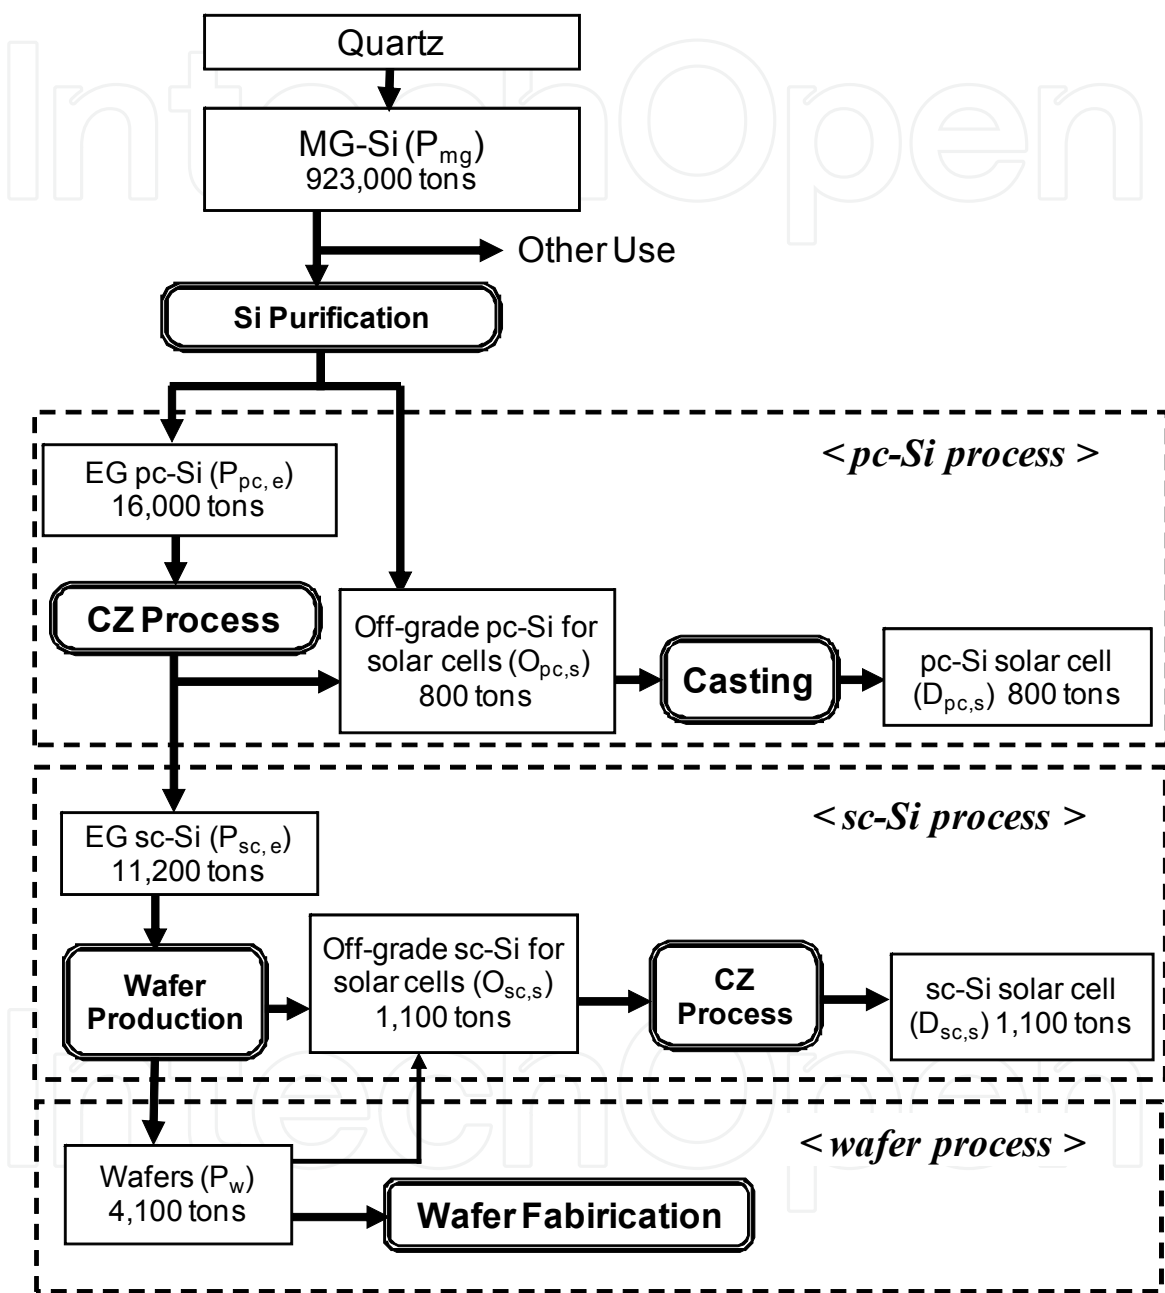 Quartz
MG-Si (Pmg)
923,000 tons
Other Use
Si Purification
< pc-Si process >
EG pc-Si (Ppc, e)
16,000 tons
CZ Process
Off-grade pc-Si for
solar cells (Opc,s)
800 tons
Casting
pc-Si solar cell
(Dpc,s) 800 tons
< sc-Si process >
EG sc-Si (Psc, e)
11,200 tons
Wafer
Production
Off-grade sc-Si for
solar cells (Osc,s)
1,100 tons
CZ
Process
sc-Si solar cell
(Dsc,s) 1,100 tons
< wafer process >
Wafers (Pw)
4,100 tons
Wafer Fabirication
IntechOpen
IntechOpen